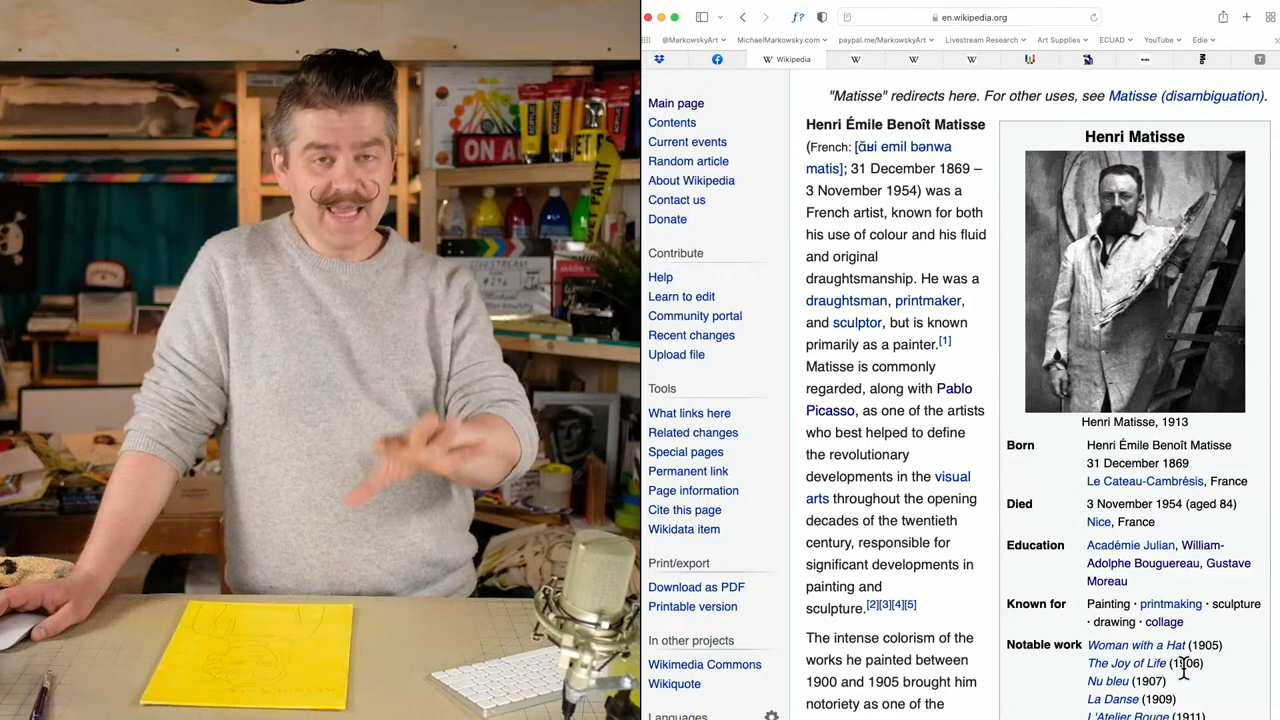 en.wikipedia.org
@MarkowskyArt
MichaelMarkowsky.com
paypal.me/MarkowskyArt
Livestream Research
Art Supplies
ECUAD
YouTube
Edie
Wikipedia
ON A
ET PAINT
LIVESTREAM
#296
Main page
Contents
Current events
Random article
About Wikipedia
Contact us
Donate
Contribute
Help
Learn to edit
Community portal
Recent changes
Upload file
Tools
What links here
Related changes
Special pages
Permanent link
Page information
Cite this page
Wikidata item
Print/export
Download as PDF
Printable version
In other projects
Wikimedia Commons
Wikiquote
Languages
"Matisse" redirects here. For other uses, see Matisse (disambiguation).
Henri Émile Benoît Matisse
(French: [ɑ̃ʁi emil bənwa
matis]; 31 December 1869 –
3 November 1954) was a
French artist, known for both
his use of colour and his fluid
and original
draughtsmanship. He was a
draughtsman, printmaker,
and sculptor, but is known
primarily as a painter.[1]
Matisse is commonly
regarded, along with Pablo
Picasso, as one of the artists
who best helped to define
the revolutionary
developments in the visual
arts throughout the opening
decades of the twentieth
century, responsible for
significant developments in
painting and
sculpture.[2][3][4][5]
The intense colorism of the
works he painted between
1900 and 1905 brought him
notoriety as one of the
Henri Matisse
Henri Matisse, 1913
Born Henri Émile Benoît Matisse
31 December 1869
Le Cateau-Cambrésis, France
Died 3 November 1954 (aged 84)
Nice, France
Education Académie Julian, William-
Adolphe Bouguereau, Gustave
Moreau
Known for Painting · printmaking · sculpture
· drawing · collage
Notable work Woman with a Hat (1905)
The Joy of Life (1906)
Nu bleu (1907)
La Danse (1909)
L'Atelier Rouge (1911)